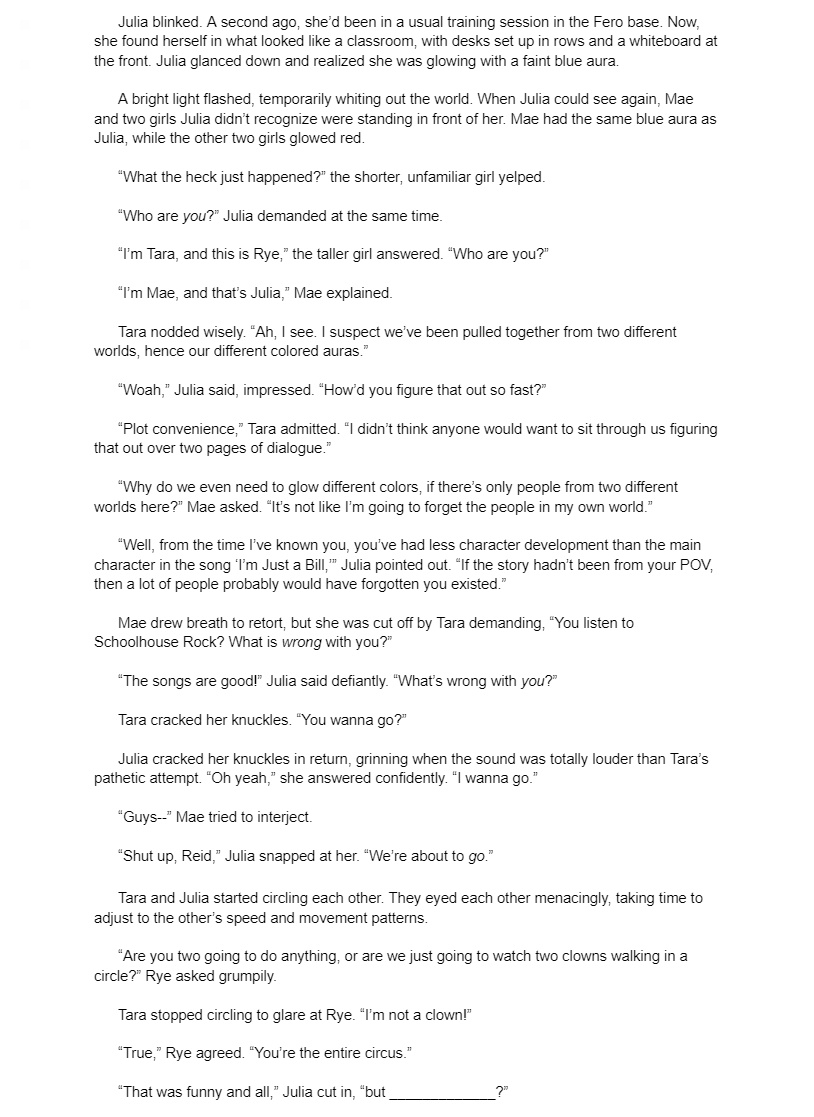 Julia blinked. A second ago, she’d been in a usual training session in the Fero base. Now,
she found herself in what looked like a classroom, with desks set up in rows and a whiteboard at
the front. Julia glanced down and realized she was glowing with a faint blue aura.
A bright light flashed, temporarily whiting out the world. When Julia could see again, Mae
and two girls Julia didn’t recognize were standing in front of her. Mae had the same blue aura as
Julia, while the other two girls glowed red.
“What the heck just happened?” the shorter, unfamiliar girl yelped.
“Who are you?” Julia demanded at the same time.
“I’m Tara, and this is Rye,” the taller girl answered. “Who are you?”
“I’m Mae, and that’s Julia,” Mae explained.
Tara nodded wisely. “Ah, I see. I suspect we’ve been pulled together from two different
worlds, hence our different colored auras.”
“Woah,” Julia said, impressed. “How’d you figure that out so fast?”
“Plot convenience,” Tara admitted. “I didn’t think anyone would want to sit through us figuring
that out over two pages of dialogue.”
“Why do we even need to glow different colors, if there’s only people from two different
worlds here?” Mae asked. “It’s not like I’m going to forget the people in my own world.”
“Well, from the time I’ve known you, you’ve had less character development than the main
character in the song ‘I’m Just a Bill,’” Julia pointed out. “If the story hadn’t been from your POV,
then a lot of people probably would have forgotten you existed.”
Mae drew breath to retort, but she was cut off by Tara demanding, “You listen to
Schoolhouse Rock? What is wrong with you?”
“The songs are good!” Julia said defiantly. “What’s wrong with you?”
Tara cracked her knuckles. “You wanna go?”
Julia cracked her knuckles in return, grinning when the sound was totally louder than Tara’s
pathetic attempt. “Oh yeah,” she answered confidently. “I wanna go.”
“Guys--” Mae tried to interject.
“Shut up, Reid,” Julia snapped at her. “We’re about to go.”
Tara and Julia started circling each other. They eyed each other menacingly, taking time to
adjust to the other’s speed and movement patterns.
“Are you two going to do anything, or are we just going to watch two clowns walking in a
circle?” Rye asked grumpily.
Tara stopped circling to glare at Rye. “I’m not a clown!”
“True,” Rye agreed. “You’re the entire circus.”
“That was funny and all,” Julia cut in, “but _____________?”